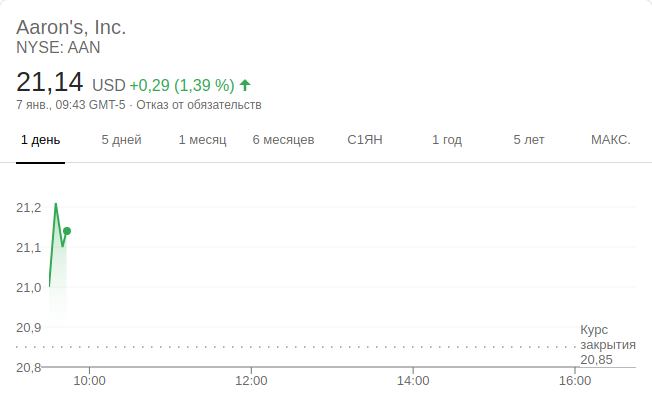 Aaron's, Inc.
NYSE: AAN
21,14 USD +0,29 (1,39 %)
7 янв., 09:43 GMT-5 · Отказ от обязательств
1 день 5 дней 1 месяц 6 месяцев С1ЯН 1 год 5 лет МАКС.
21,2
21,1
21,0
20,9
Курс
закрытия
20,85
20,8
10:00 12:00 14:00 16:00